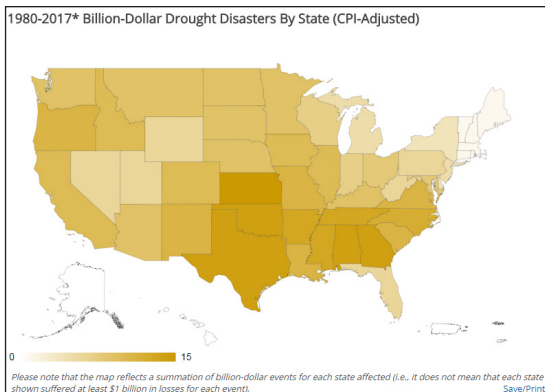 1980-2017* Billion-Dollar Drought Disasters By State (CPI-Adjusted)
0 15
Please note that the map reflects a summation of billion-dollar events for each state affected (i.e., it does not mean that each state
shown suffered at least $1 billion in losses for each event). Save/Print